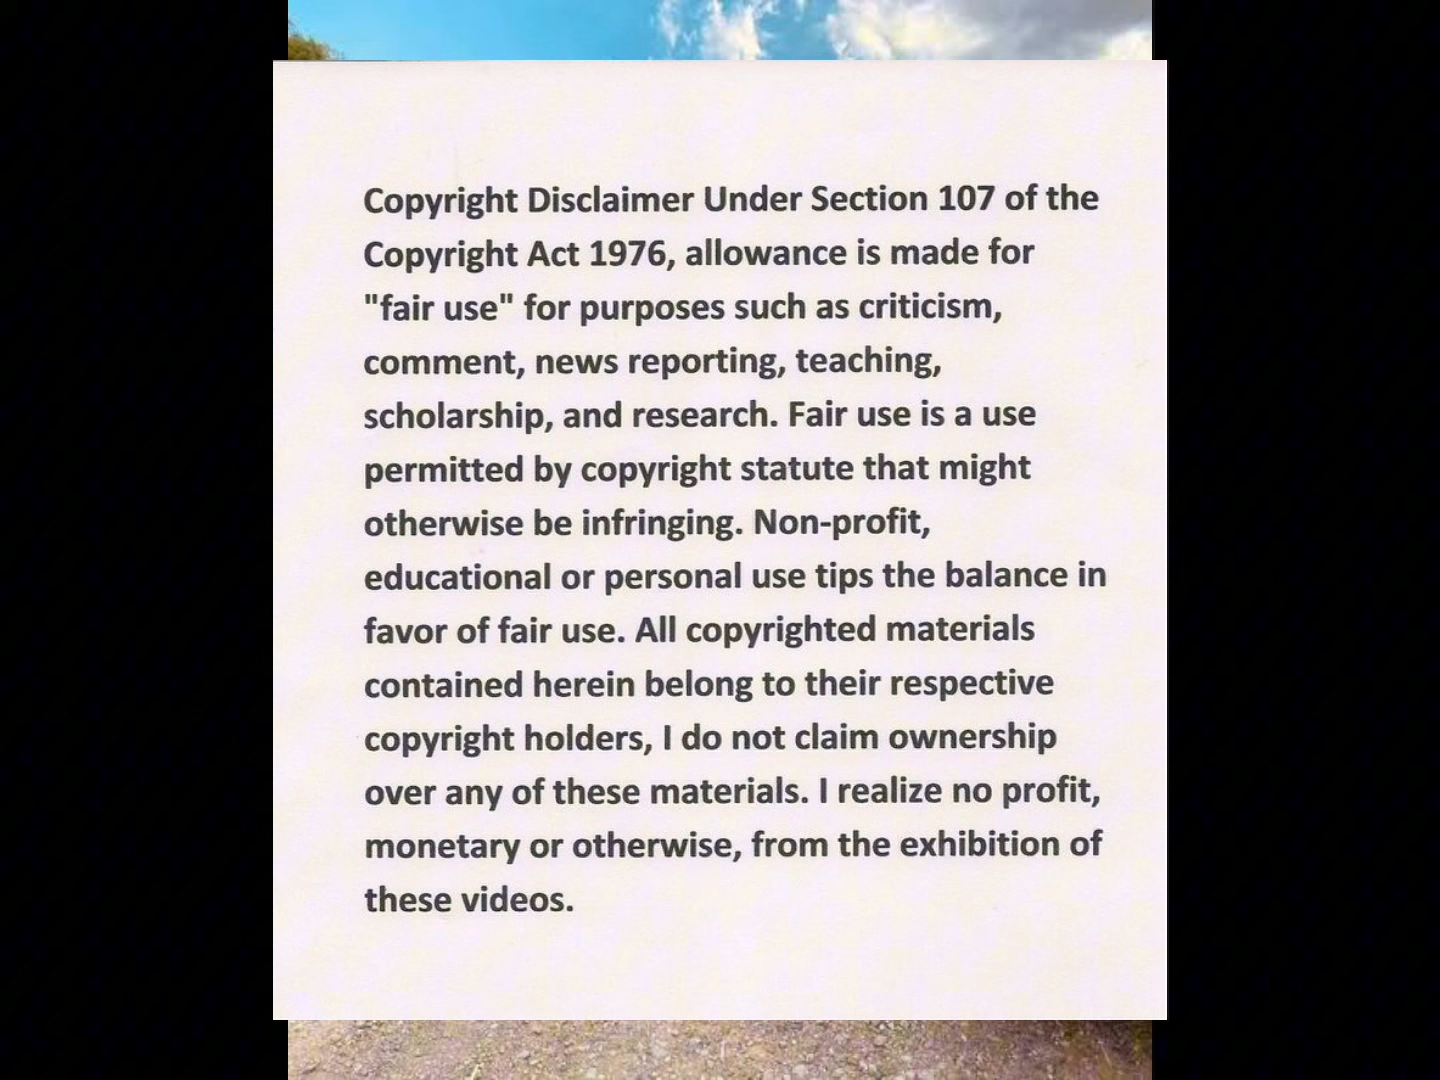 Copyright Disclaimer Under Section 107 of the
Copyright Act 1976, allowance is made for
"fair use" for purposes such as criticism,
comment, news reporting, teaching,
scholarship, and research. Fair use is a use
permitted by copyright statute that might
otherwise be infringing. Non-profit,
educational or personal use tips the balance in
favor of fair use. All copyrighted materials
contained herein belong to their respective
copyright holders, I do not claim ownership
over any of these materials. I realize no profit,
monetary or otherwise, from the exhibition of
these videos.